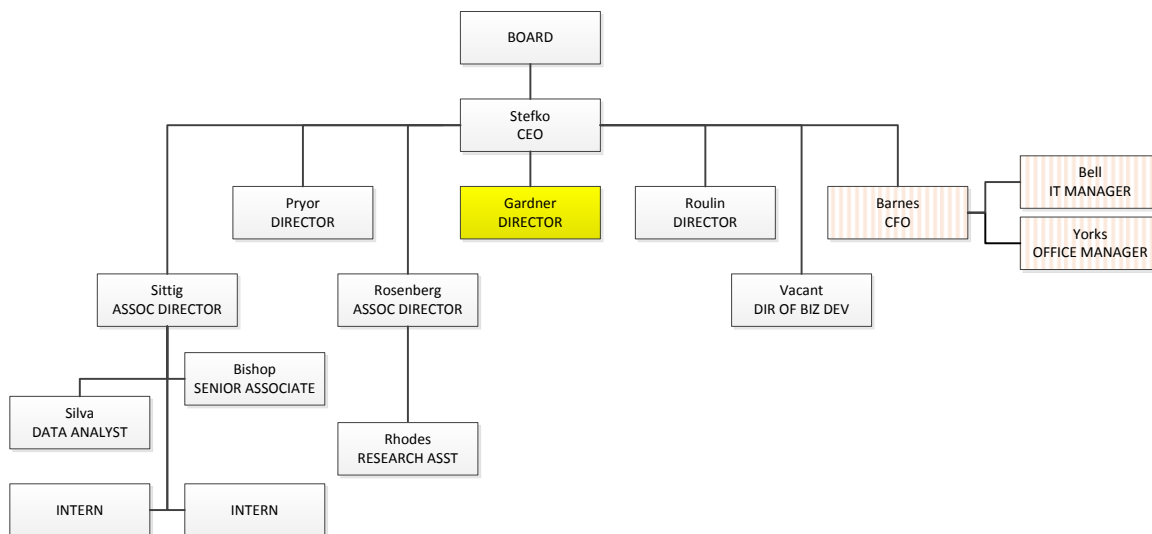 BOARD
Stefko
CEO
Pryor
DIRECTOR
Gardner
DIRECTOR
Roulin
DIRECTOR
Barnes
CFO
Bell
IT MANAGER
Yorks
OFFICE MANAGER
Sittig
ASSOC DIRECTOR
Rosenberg
ASSOC DIRECTOR
Vacant
DIR OF BIZ DEV
Bishop
SENIOR ASSOCIATE
Silva
DATA ANALYST
Rhodes
RESEARCH ASST
INTERN
INTERN